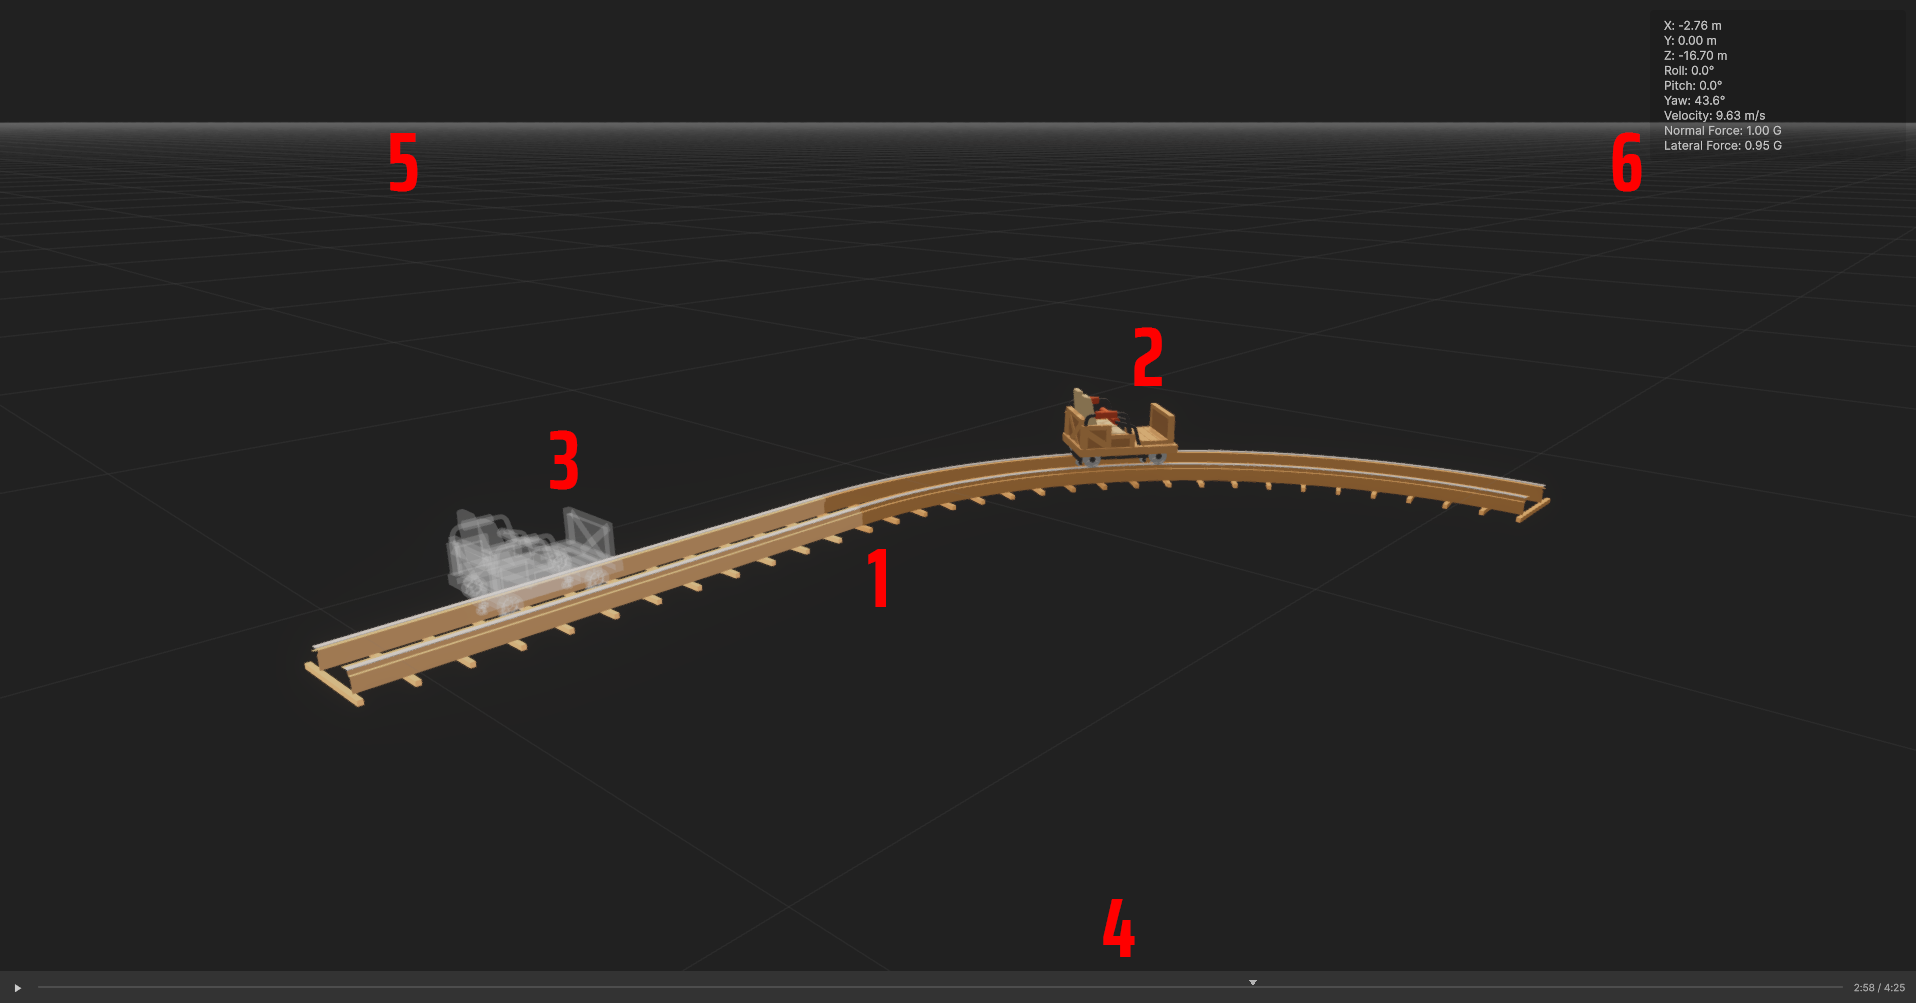 X: -2.76 m
Y: 0.00 m
Z: -16.70 m
Roll: 0.0°
Pitch: 0.0°
Yaw: 43.6°
Velocity: 9.63 m/s
Normal Force: 1.00 G
Lateral Force: 0.95 G
5
6
2
3
1
4
2:58 / 4:25